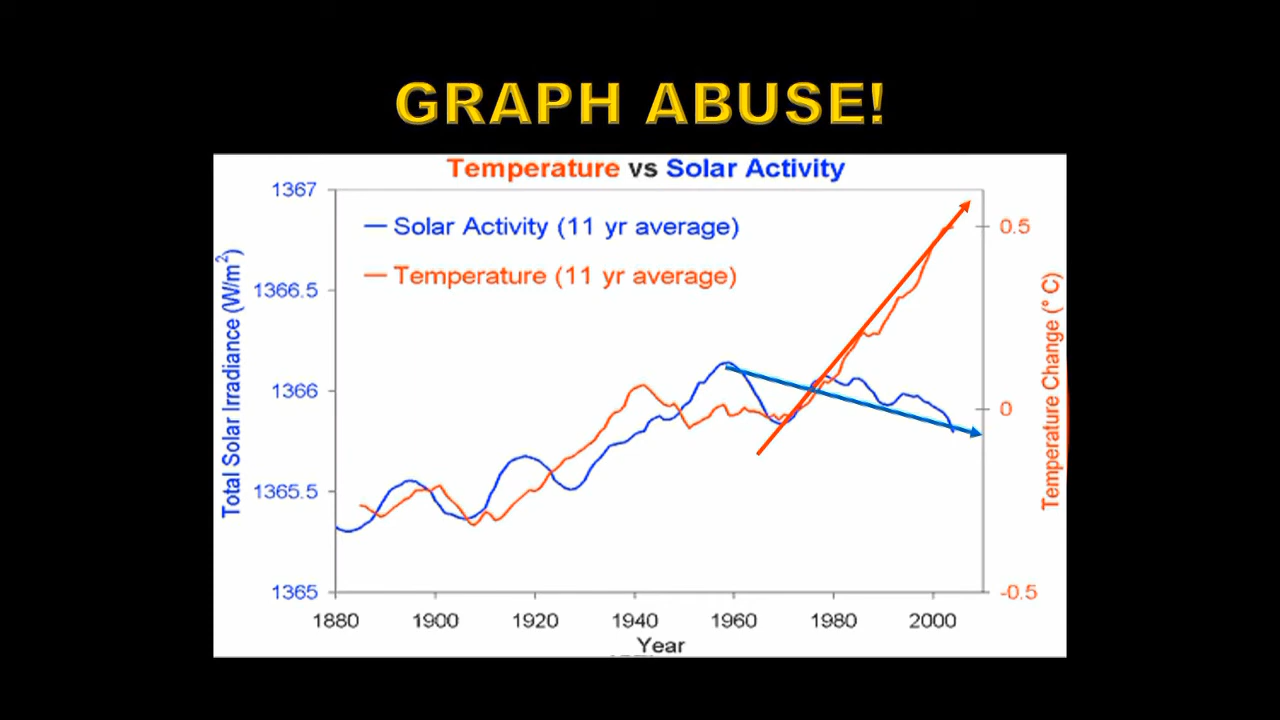 GRAPH ABUSE!
Temperature vs Solar Activity
1367
1366.5
1366
1365.5
1365
Total Solar Irradiance (W/m²)
Solar Activity (11 yr average)
Temperature (11 yr average)
0.5
0
-0.5
Temperature Change (° C)
1880 1900 1920 1940 1960 1980 2000
Year